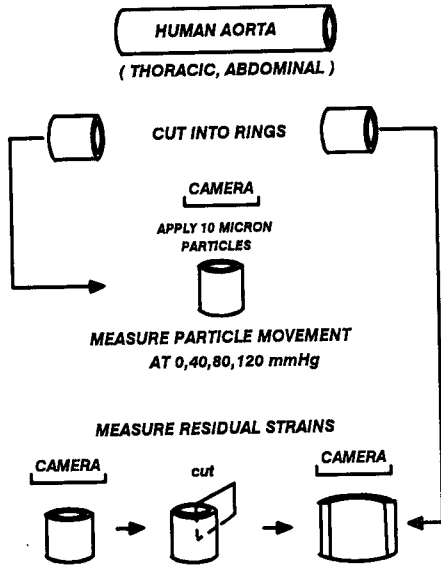 HUMAN AORTA
( THORACIC, ABDOMINAL )
CUT INTO RINGS
CAMERA
APPLY 10 MICRON
PARTICLES
MEASURE PARTICLE MOVEMENT
AT 0,40,80,120 mmHg
MEASURE RESIDUAL STRAINS
CAMERA
cut
CAMERA